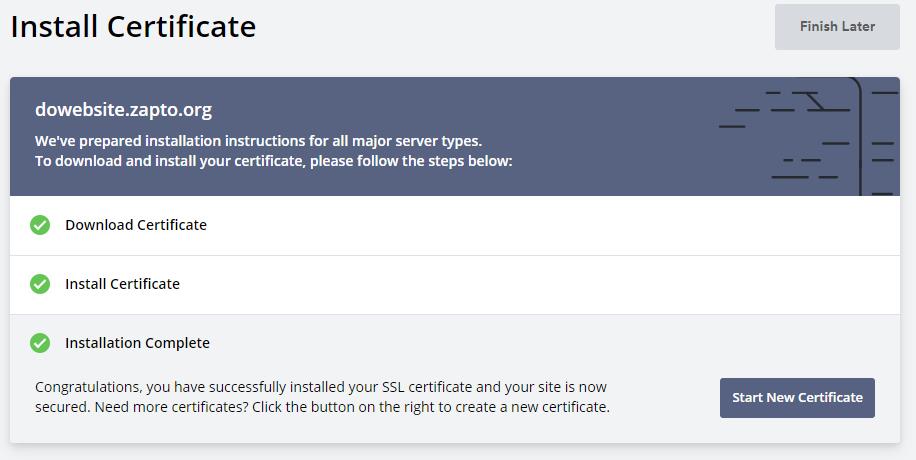 Install Certificate
Finish Later
dowebsite.zapto.org
We've prepared installation instructions for all major server types.
To download and install your certificate, please follow the steps below:
Download Certificate
Install Certificate
Installation Complete
Congratulations, you have successfully installed your SSL certificate and your site is now
secured. Need more certificates? Click the button on the right to create a new certificate.
Start New Certificate